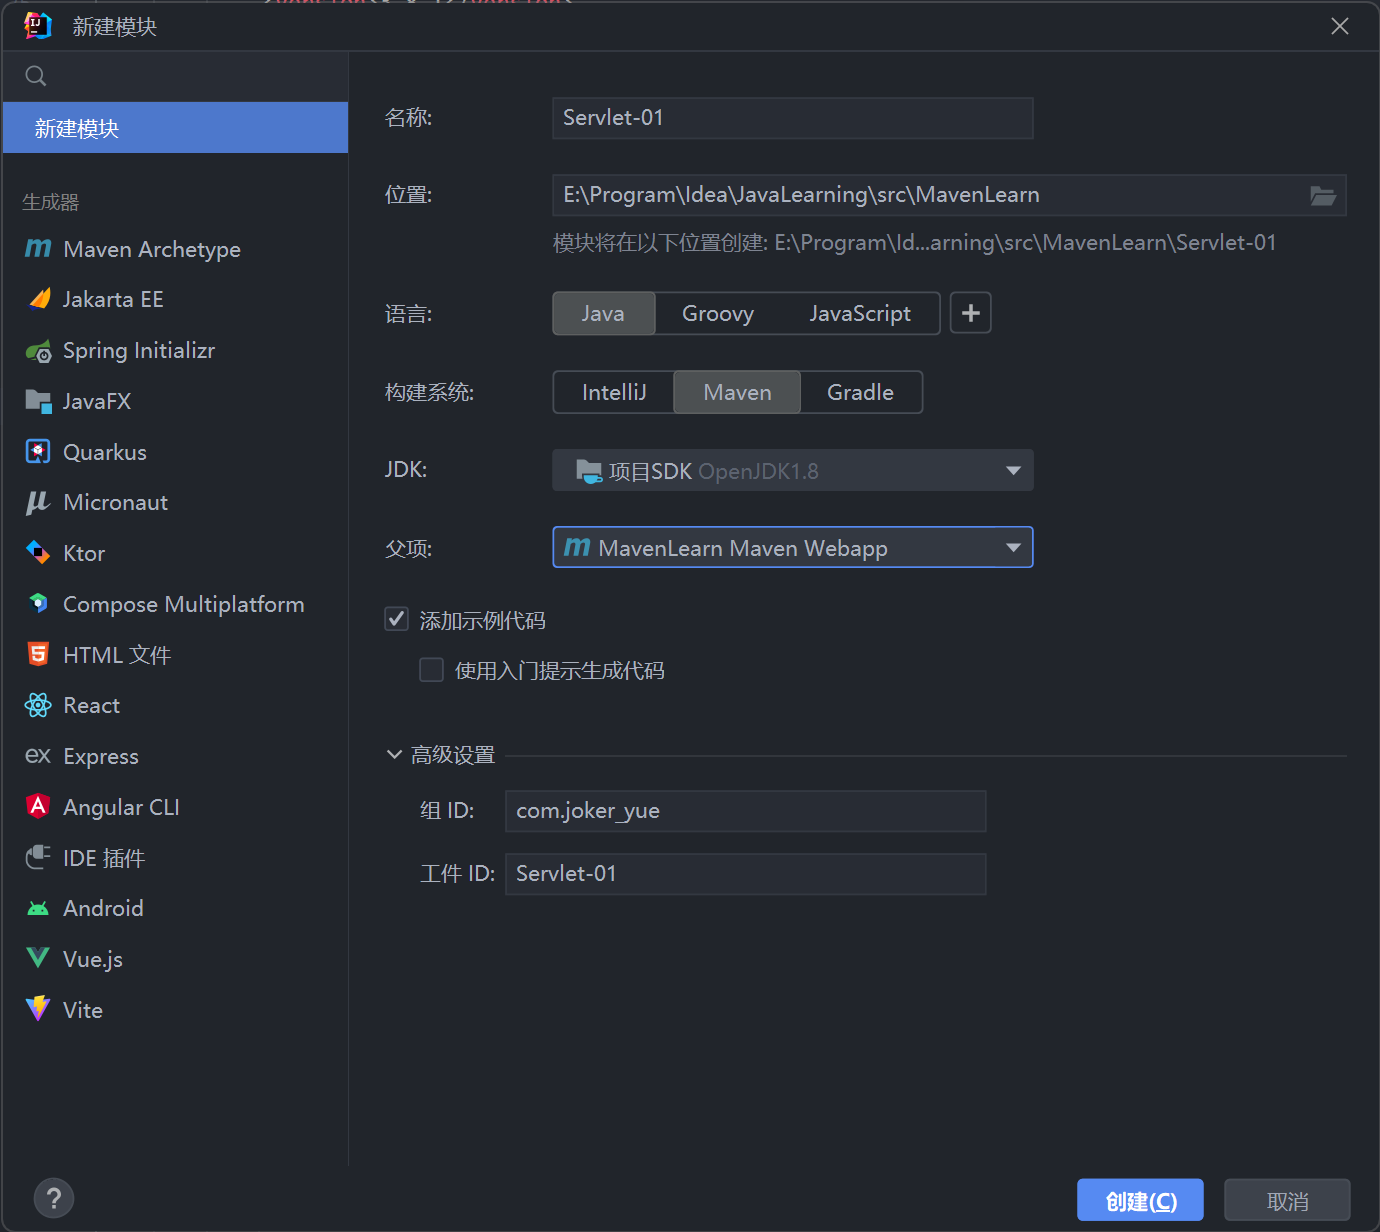 新建模块
新建模块
生成器
Maven Archetype
Jakarta EE
Spring Initializr
JavaFX
Quarkus
Micronaut
Ktor
Compose Multiplatform
HTML 文件
React
Express
Angular CLI
IDE 插件
Android
Vue.js
Vite
名称: Servlet-01
位置: E:\Program\Idea\JavaLearning\src\MavenLearn
模块将在以下位置创建: E:\Program\Id...arning\src\MavenLearn\Servlet-01
语言: Java Groovy JavaScript +
构建系统: IntelliJ Maven Gradle
JDK: 项目SDK OpenJDK1.8
父项: MavenLearn Maven Webapp
添加示例代码
使用入门提示生成代码
高级设置
组 ID: com.joker_yue
工件 ID: Servlet-01
? 创建(C) 取消